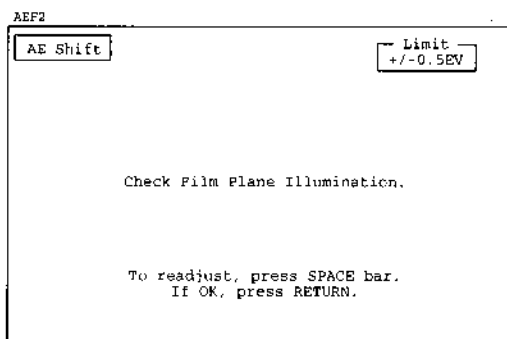 AEF2
AE Shift
Limit
+/-0.5EV
Check Film Plane Illumination.
To readjust, press SPACE bar.
If OK, press RETURN.